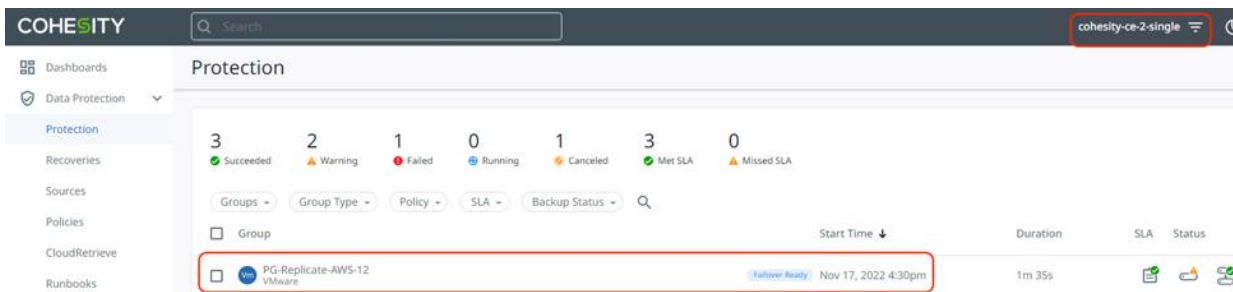 COHESITY
Search
cohesity-ce-2-single
Dashboards
Data Protection
Protection
Recoveries
Sources
Policies
CloudRetrieve
Runbooks
Protection
3 2 1 0 1 3 0
Succeeded Warning Failed Running Canceled Met SLA Missed SLA
Groups Group Type Policy SLA Backup Status
Group Start Time Duration SLA Status
PG-Replicate-AWS-12
VMware
Failover Ready Nov 17, 2022 4:30pm 1m 35s